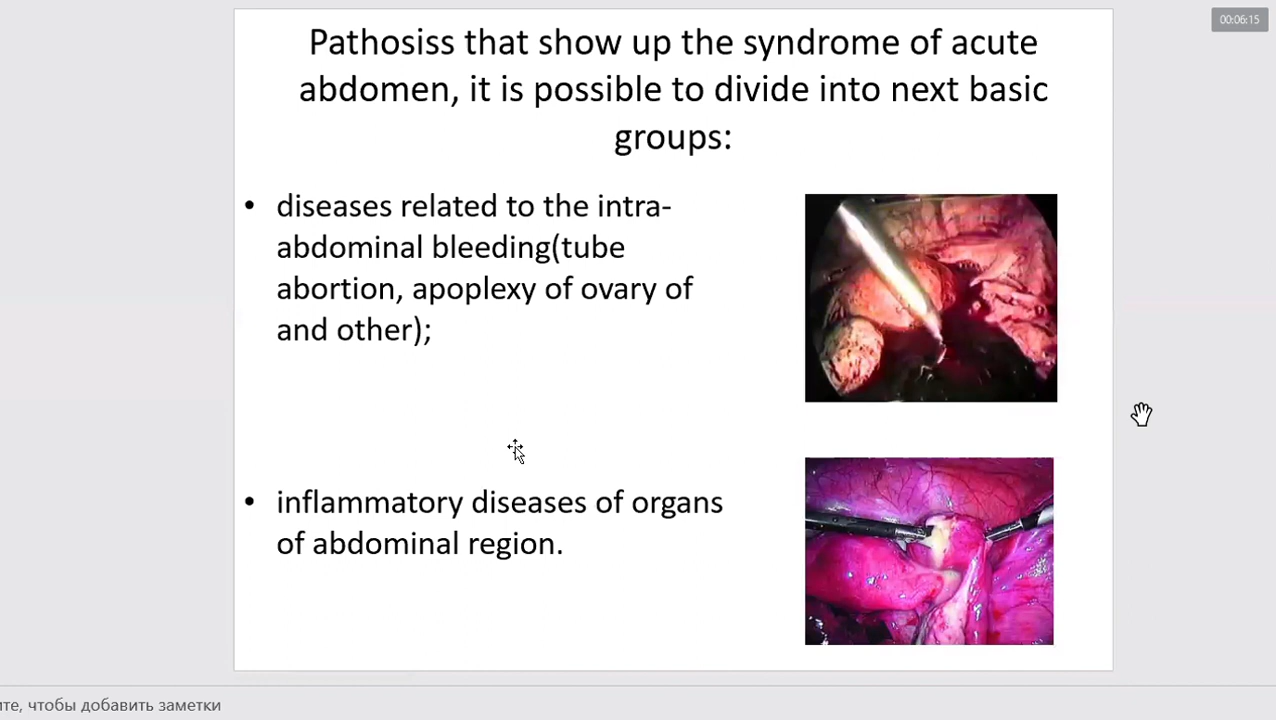 00:06:15
Pathosiss that show up the syndrome of acute
abdomen, it is possible to divide into next basic
groups:
• diseases related to the intra-
abdominal bleeding(tube
abortion, apoplexy of ovary of
and other);
• inflammatory diseases of organs
of abdominal region.
те, чтобы добавить заметки